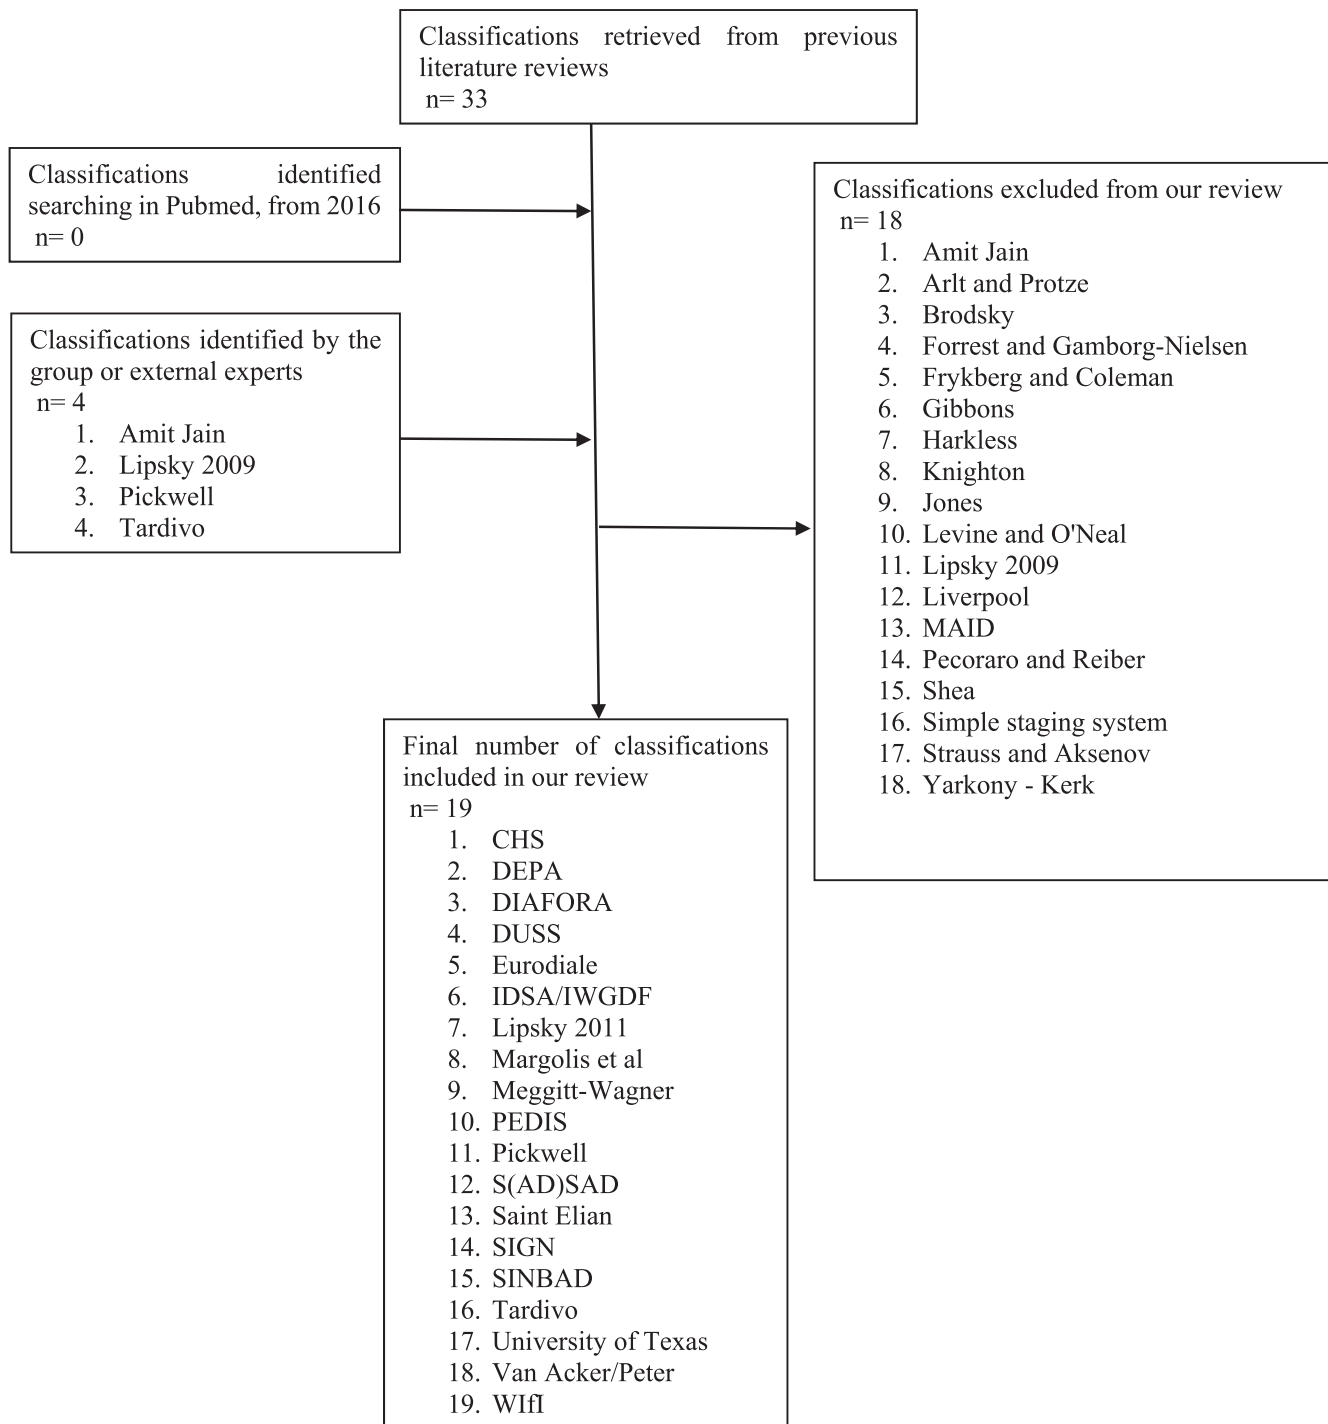 Classifications retrieved from previous
literature reviews
n= 33
Classifications identified
searching in Pubmed, from 2016
n= 0
Classifications identified by the
group or external experts
n= 4
1. Amit Jain
2. Lipsky 2009
3. Pickwell
4. Tardivo
Classifications excluded from our review
n= 18
1. Amit Jain
2. Arlt and Protze
3. Brodsky
4. Forrest and Gamborg-Nielsen
5. Frykberg and Coleman
6. Gibbons
7. Harkless
8. Knighton
9. Jones
10. Levine and O'Neal
11. Lipsky 2009
12. Liverpool
13. MAID
14. Pecoraro and Reiber
15. Shea
16. Simple staging system
17. Strauss and Aksenov
18. Yarkony - Kerk
Final number of classifications
included in our review
n= 19
1. CHS
2. DEPA
3. DIAFORA
4. DUSS
5. Eurodiale
6. IDSA/IWGDF
7. Lipsky 2011
8. Margolis et al
9. Meggitt-Wagner
10. PEDIS
11. Pickwell
12. S(AD)SAD
13. Saint Elian
14. SIGN
15. SINBAD
16. Tardivo
17. University of Texas
18. Van Acker/Peter
19. WIfI